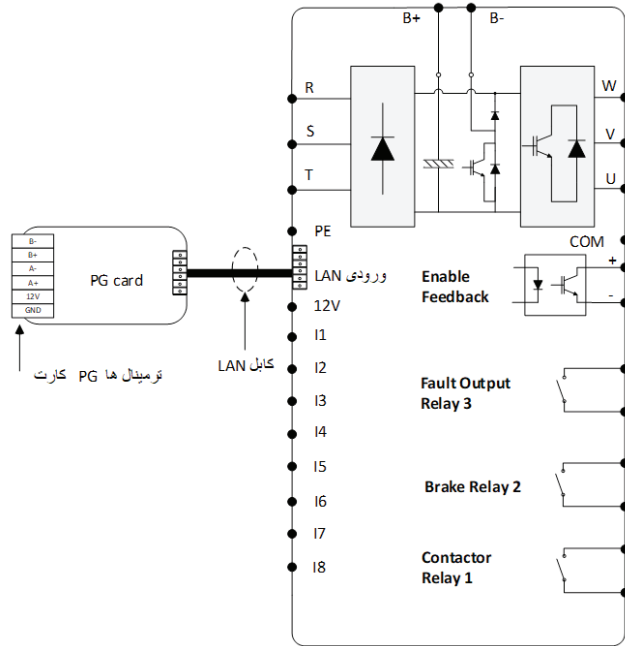 B+ B-
R
S
T
W
V
U
PE
COM
B-
B+
A-
A+
12V
GND
PG card
ورودی LAN
کابل LAN
ترمینال ها PG کارت
12V
I1
I2
I3
I4
I5
I6
I7
I8
Enable
Feedback
+
-
Fault Output
Relay 3
Brake Relay 2
Contactor
Relay 1